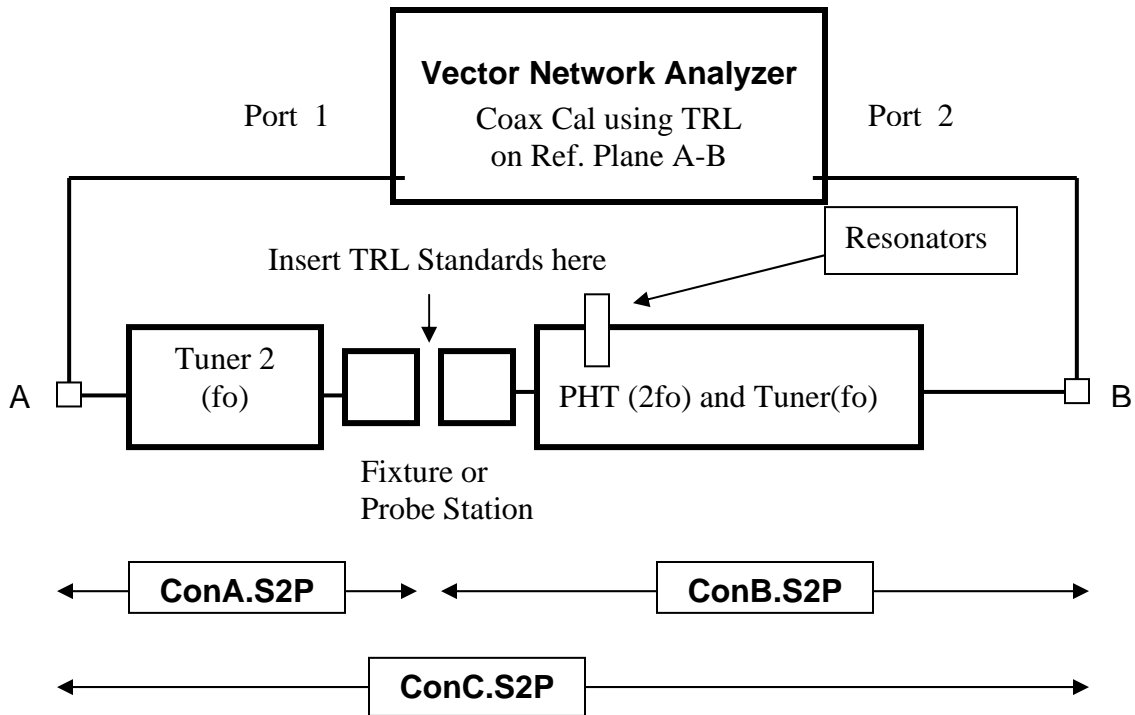 Vector Network Analyzer
Coax Cal using TRL
on Ref. Plane A-B
Port 1
Port 2
Resonators
Insert TRL Standards here
Tuner 2
(fo)
PHT (2fo) and Tuner(fo)
A
B
Fixture or
Probe Station
ConA.S2P
ConB.S2P
ConC.S2P